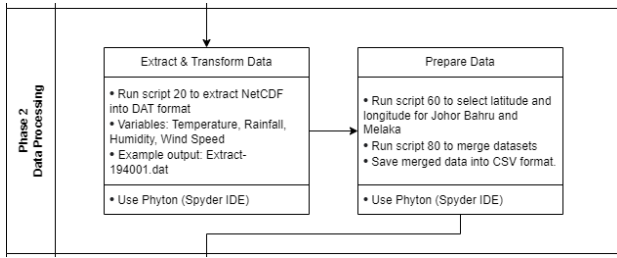 Phase 2
Data Processing
Extract & Transform Data
• Run script 20 to extract NetCDF
into DAT format
• Variables: Temperature, Rainfall,
Humidity, Wind Speed
• Example output: Extract-
194001.dat
• Use Phyton (Spyder IDE)
Prepare Data
• Run script 60 to select latitude and
longitude for Johor Bahru and
Melaka
• Run script 80 to merge datasets
• Save merged data into CSV format.
• Use Phyton (Spyder IDE)